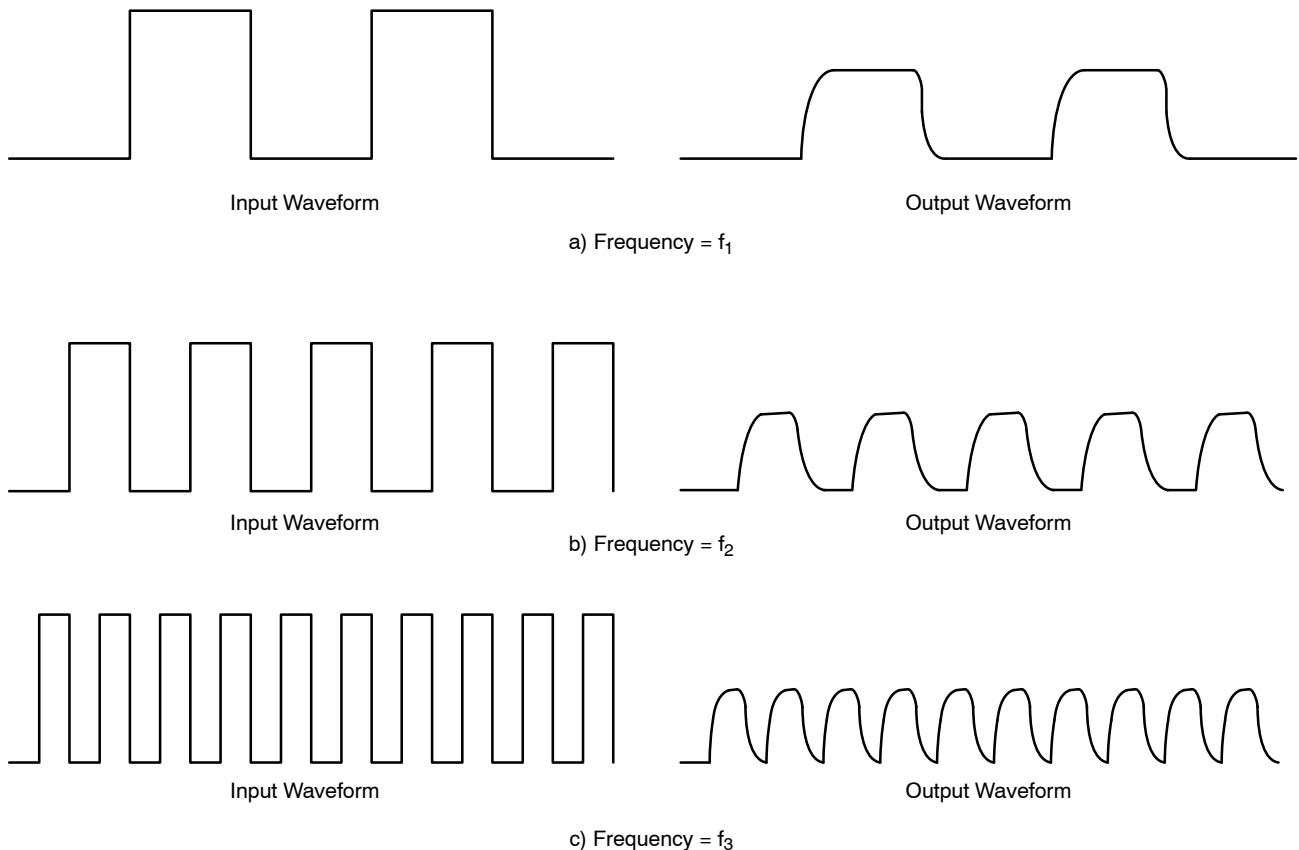 Input Waveform
Output Waveform
a) Frequency = f₁
Input Waveform
Output Waveform
b) Frequency = f₂
Input Waveform
Output Waveform
c) Frequency = f₃